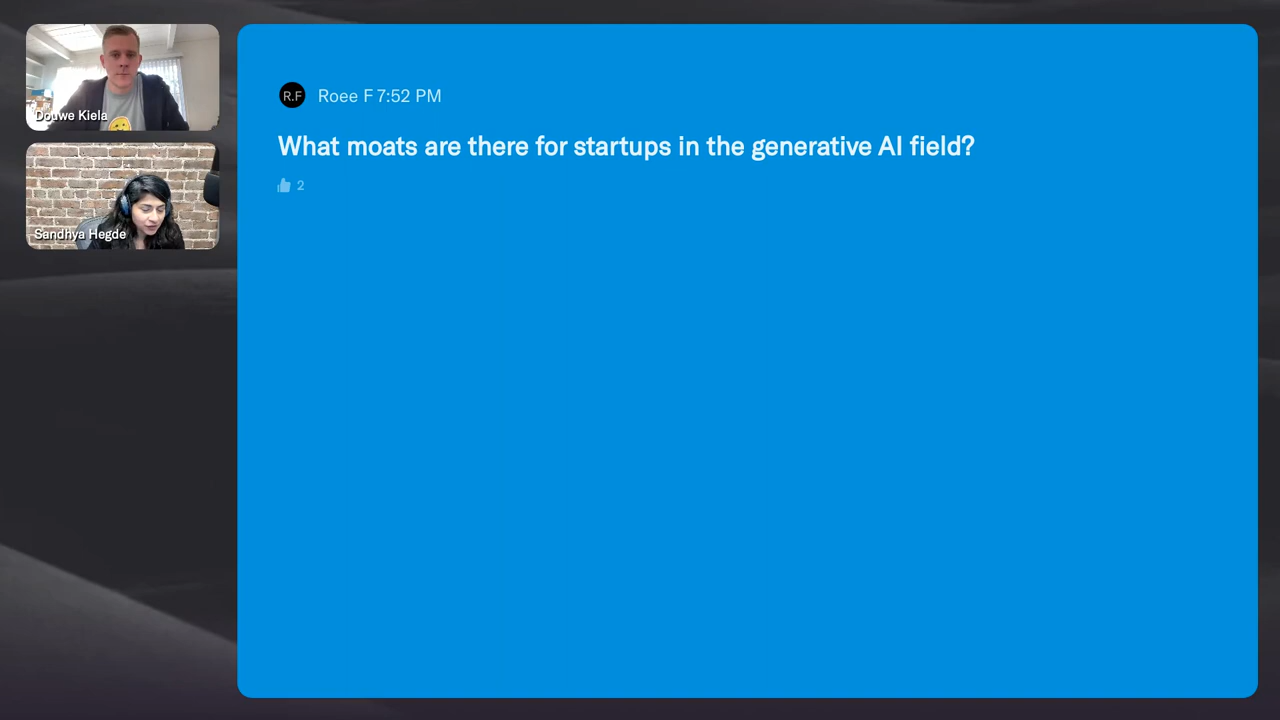 Douwe Kiela
Sandhya Hegde
R.F
Roee F 7:52 PM
What moats are there for startups in the generative AI field?
2